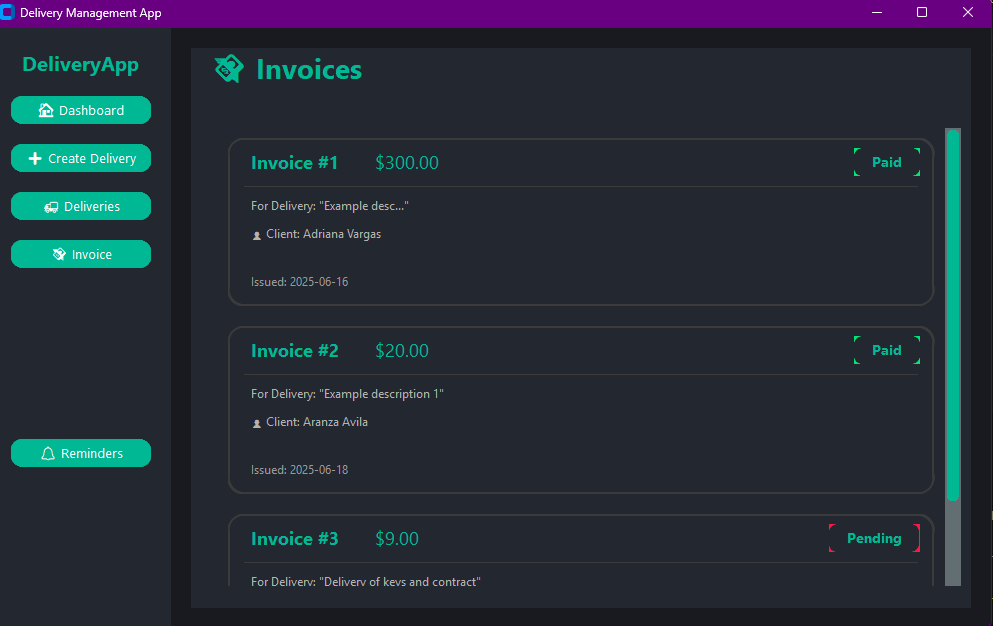 Delivery Management App
DeliveryApp
Dashboard
Create Delivery
Deliveries
Invoice
Reminders
Invoices
Invoice #1 $300.00 Paid
For Delivery: "Example desc..."
Client: Adriana Vargas
Issued: 2025-06-16
Invoice #2 $20.00 Paid
For Delivery: "Example description 1"
Client: Aranza Avila
Issued: 2025-06-18
Invoice #3 $9.00 Pending
For Delivery: "Delivery of keys and contract"